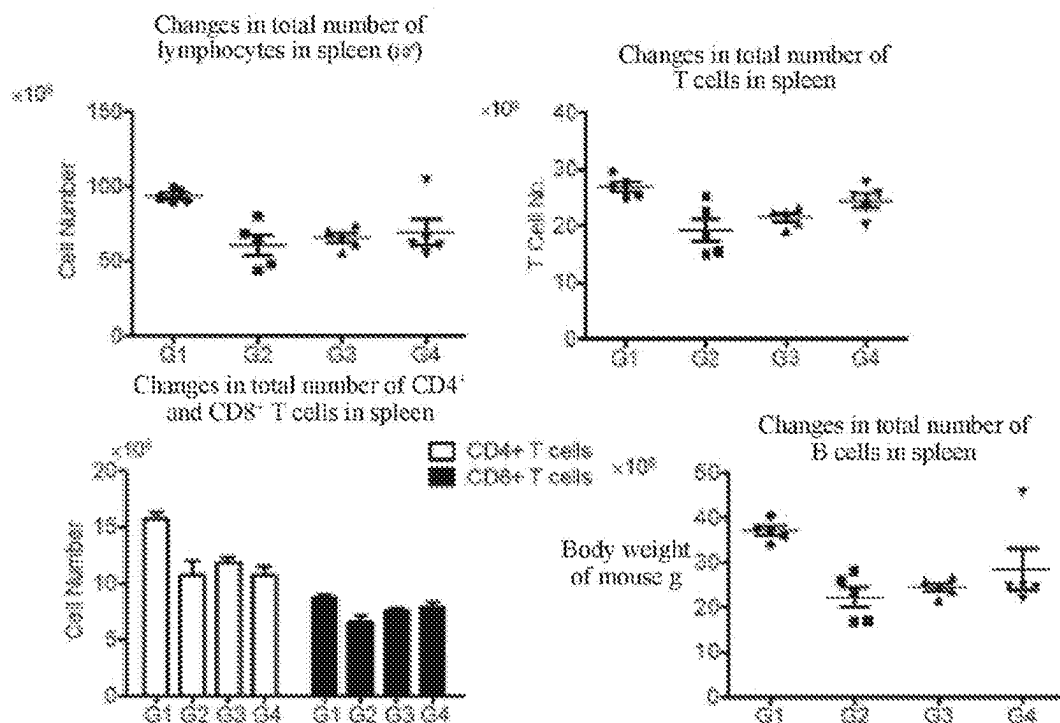 Changes in total number of
lymphocytes in spleen
Cell Number
150
100
50
0
G1 G2 G3 G4
Changes in total number of
T cells in spleen
T Cell No.
40
30
20
10
0
G1 G2 G3 G4
Changes in total number of CD4⁺
and CD8⁺ T cells in spleen
CD4+ T cells
CD8+ T cells
Cell Number
20
15
10
5
0
G1 G2 G3 G4 G1 G2 G3 G4
Changes in total number of
B cells in spleen
Body weight
of mouse g
50
40
30
20
10
0
G1 G2 G3 G4